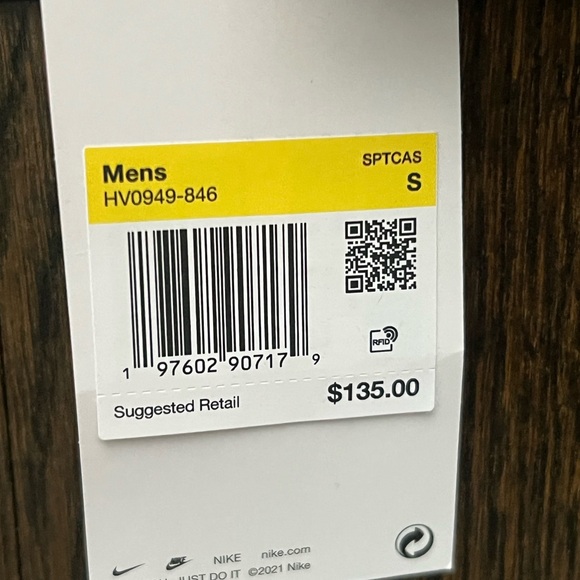 Mens
HV0949-846
SPTCAS
S
RFID
1 97602 90717 9
Suggested Retail
$135.00
NIKE nike.com
JUST DO IT ©2021 Nike